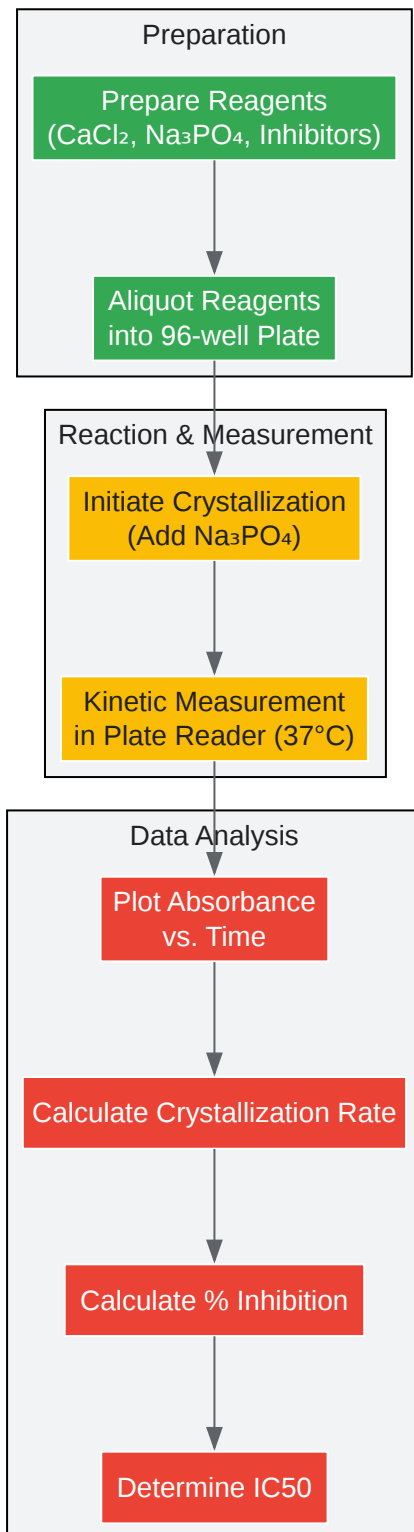 Preparation
Prepare Reagents
(CaCl₂, Na₃PO₄, Inhibitors)
Aliquot Reagents
into 96-well Plate
Reaction & Measurement
Initiate Crystallization
(Add Na₃PO₄)
Kinetic Measurement
in Plate Reader (37°C)
Data Analysis
Plot Absorbance
vs. Time
Calculate Crystallization Rate
Calculate % Inhibition
Determine IC50